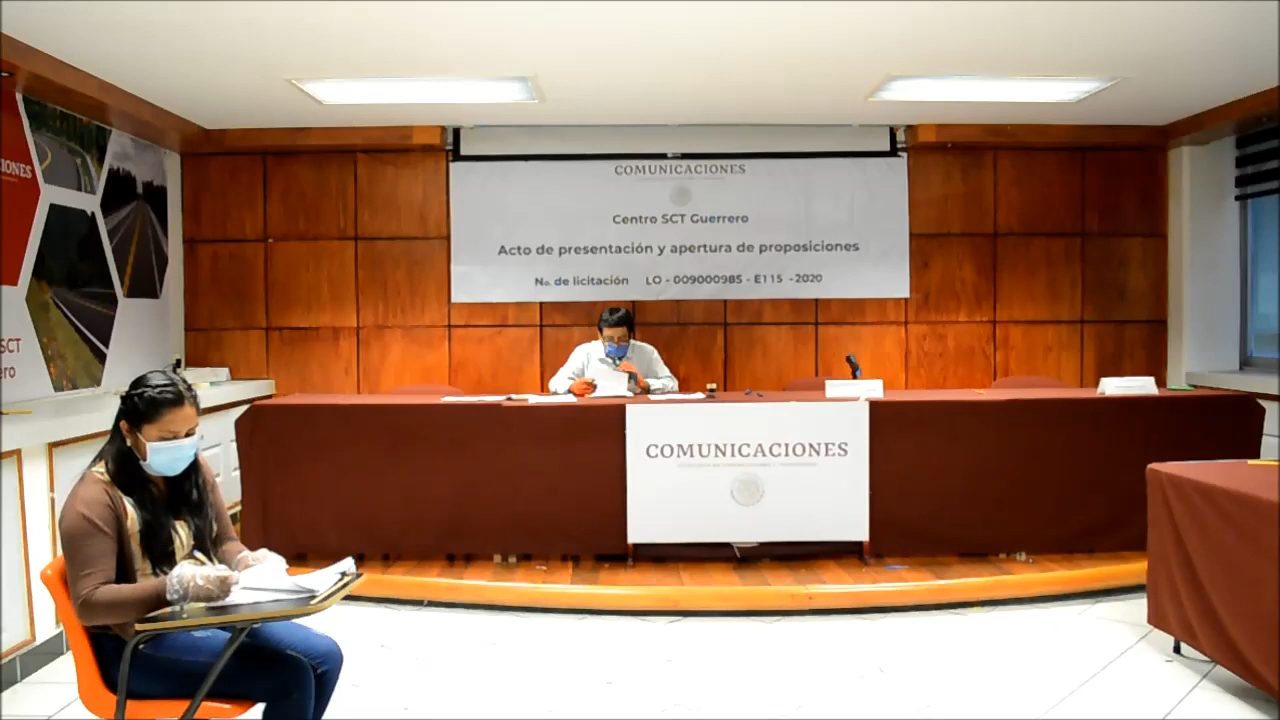 COMUNICACIONES
Centro SCT Guerrero
Acto de presentación y apertura de proposiciones
No. de licitación LO - 009000985 - E115 - 2020
COMUNICACIONES
IONES
SCT
ero